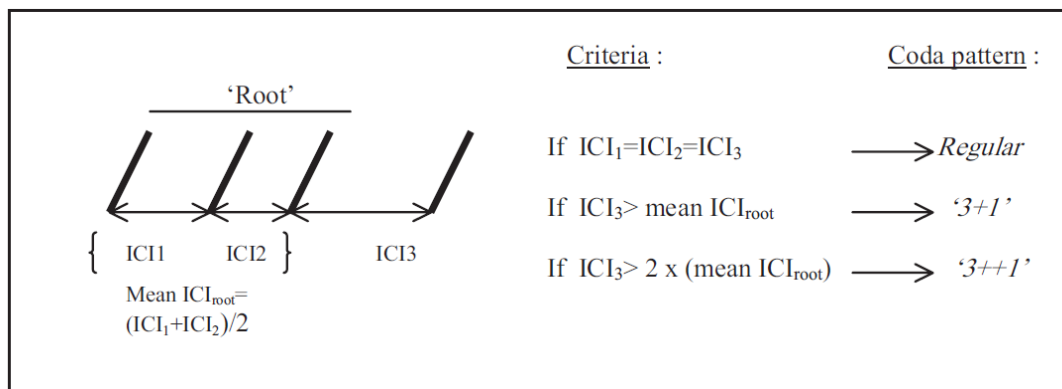 Criteria :
Coda pattern :
‘Root’
If ICI₁=ICI₂=ICI₃
Regular
If ICI₃> mean ICIroot
‘3+1’
{ ICI1 ICI2 } ICI3
If ICI₃> 2 x (mean ICIroot)
‘3++1’
Mean ICIroot=
(ICI₁+ICI₂)/2